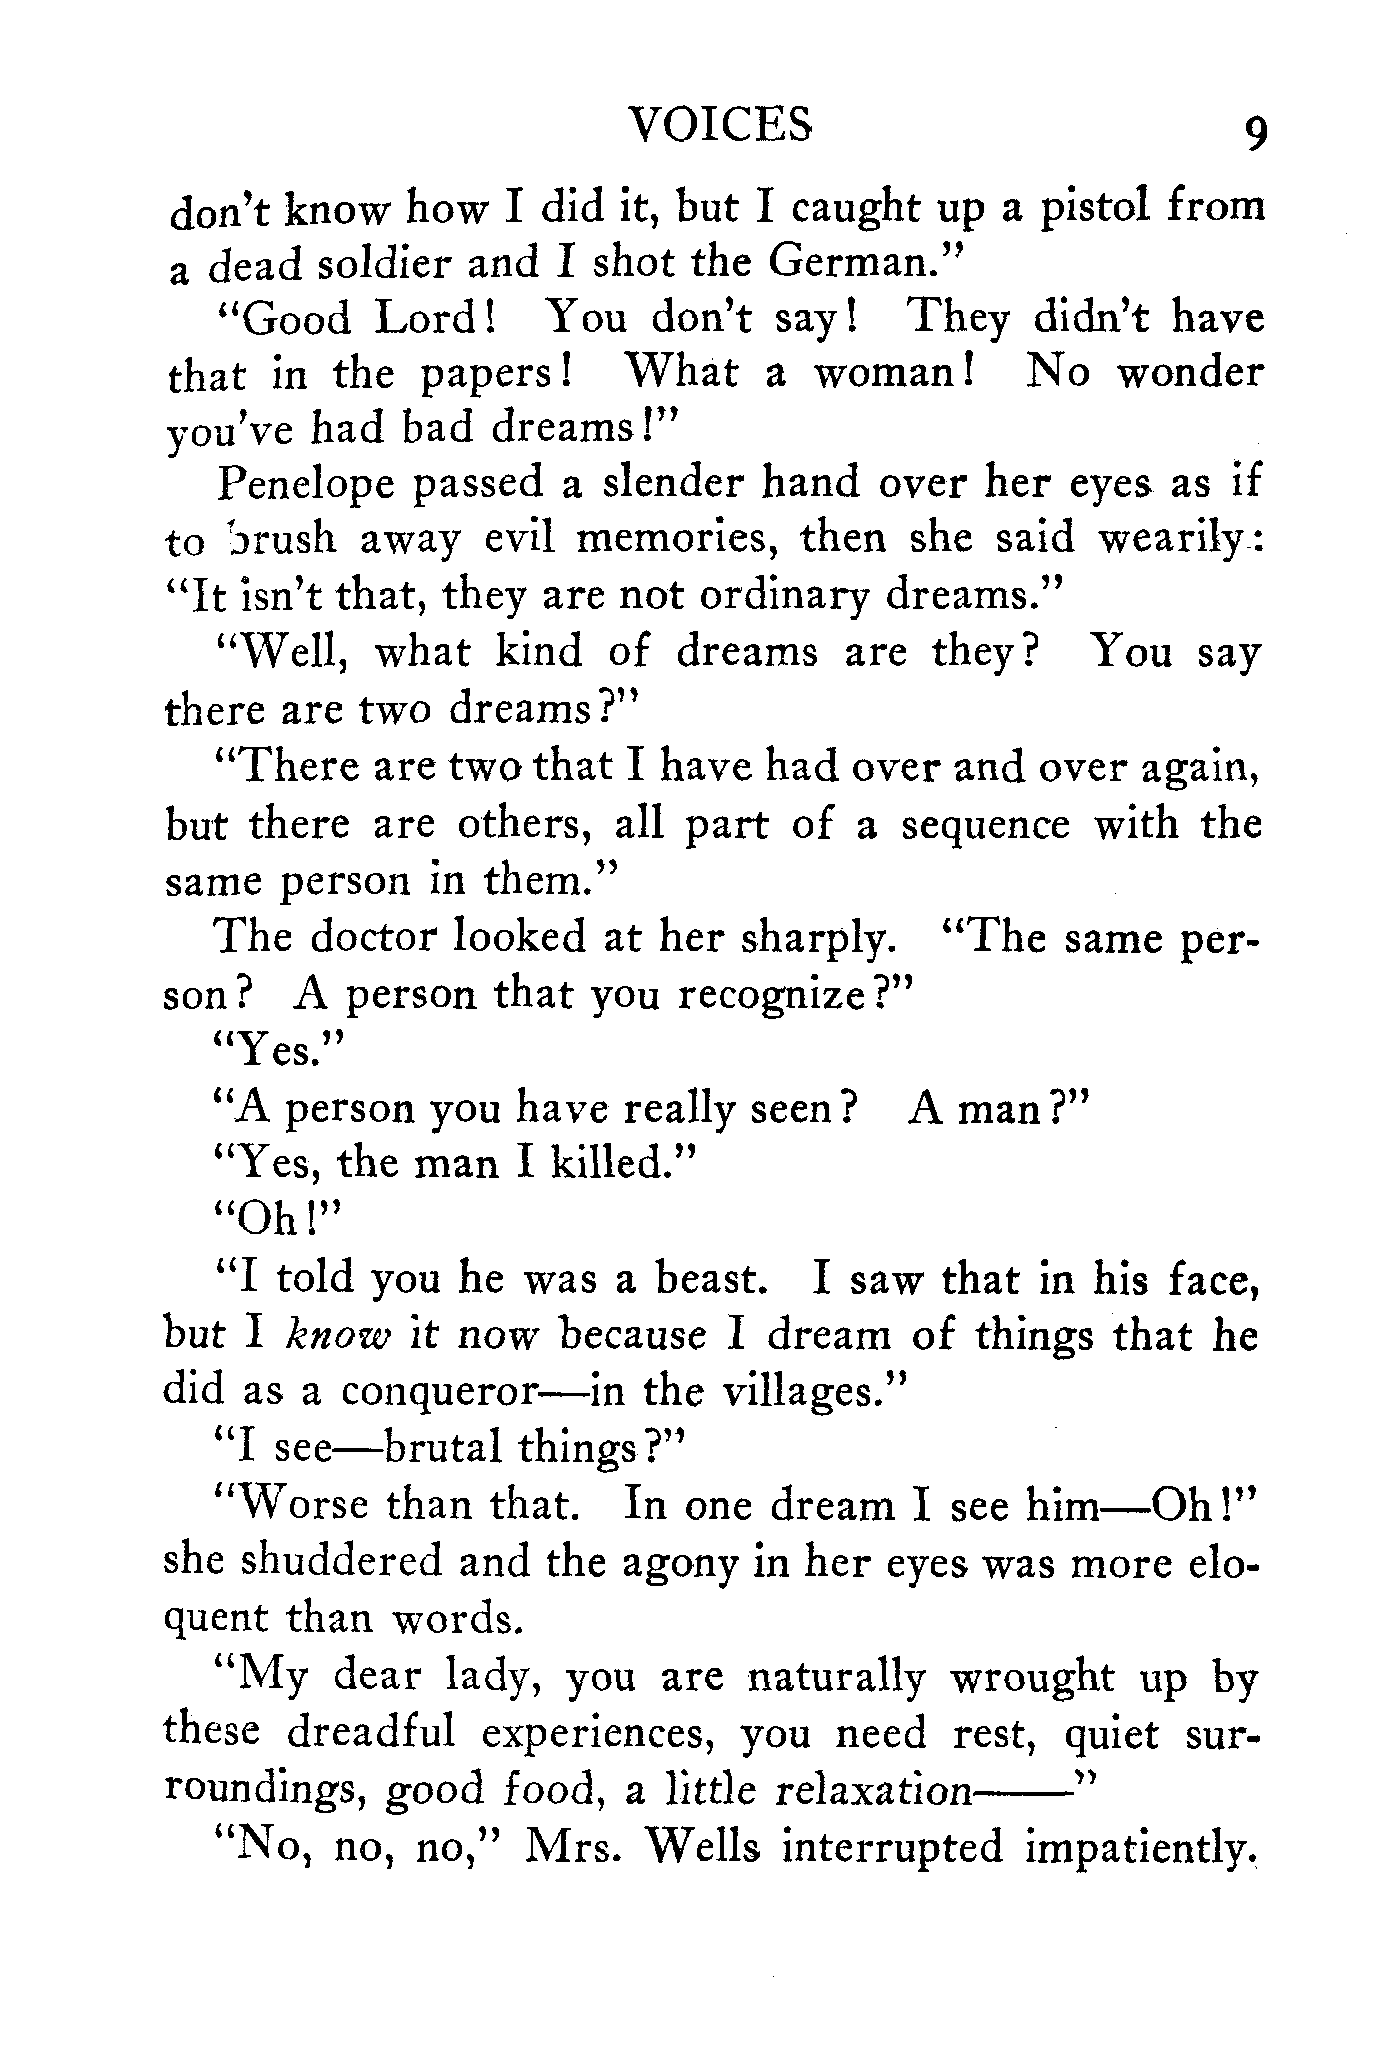 VOICES 9
don't know how I did it, but I caught up a pistol from
a dead soldier and I shot the German."
"Good Lord! You don't say! They didn't have
that in the papers! What a woman! No wonder
you've had bad dreams!"
Penelope passed a slender hand over her eyes as if
to brush away evil memories, then she said wearily:
"It isn't that, they are not ordinary dreams."
"Well, what kind of dreams are they? You say
there are two dreams?"
"There are two that I have had over and over again,
but there are others, all part of a sequence with the
same person in them."
The doctor looked at her sharply. "The same per-
son? A person that you recognize?"
"Yes."
"A person you have really seen? A man?"
"Yes, the man I killed."
"Oh!"
"I told you he was a beast. I saw that in his face,
but I know it now because I dream of things that he
did as a conqueror—in the villages."
"I see—brutal things?"
"Worse than that. In one dream I see him—Oh!"
she shuddered and the agony in her eyes was more elo-
quent than words.
"My dear lady, you are naturally wrought up by
these dreadful experiences, you need rest, quiet sur-
roundings, good food, a little relaxation——"
"No, no, no," Mrs. Wells interrupted impatiently.